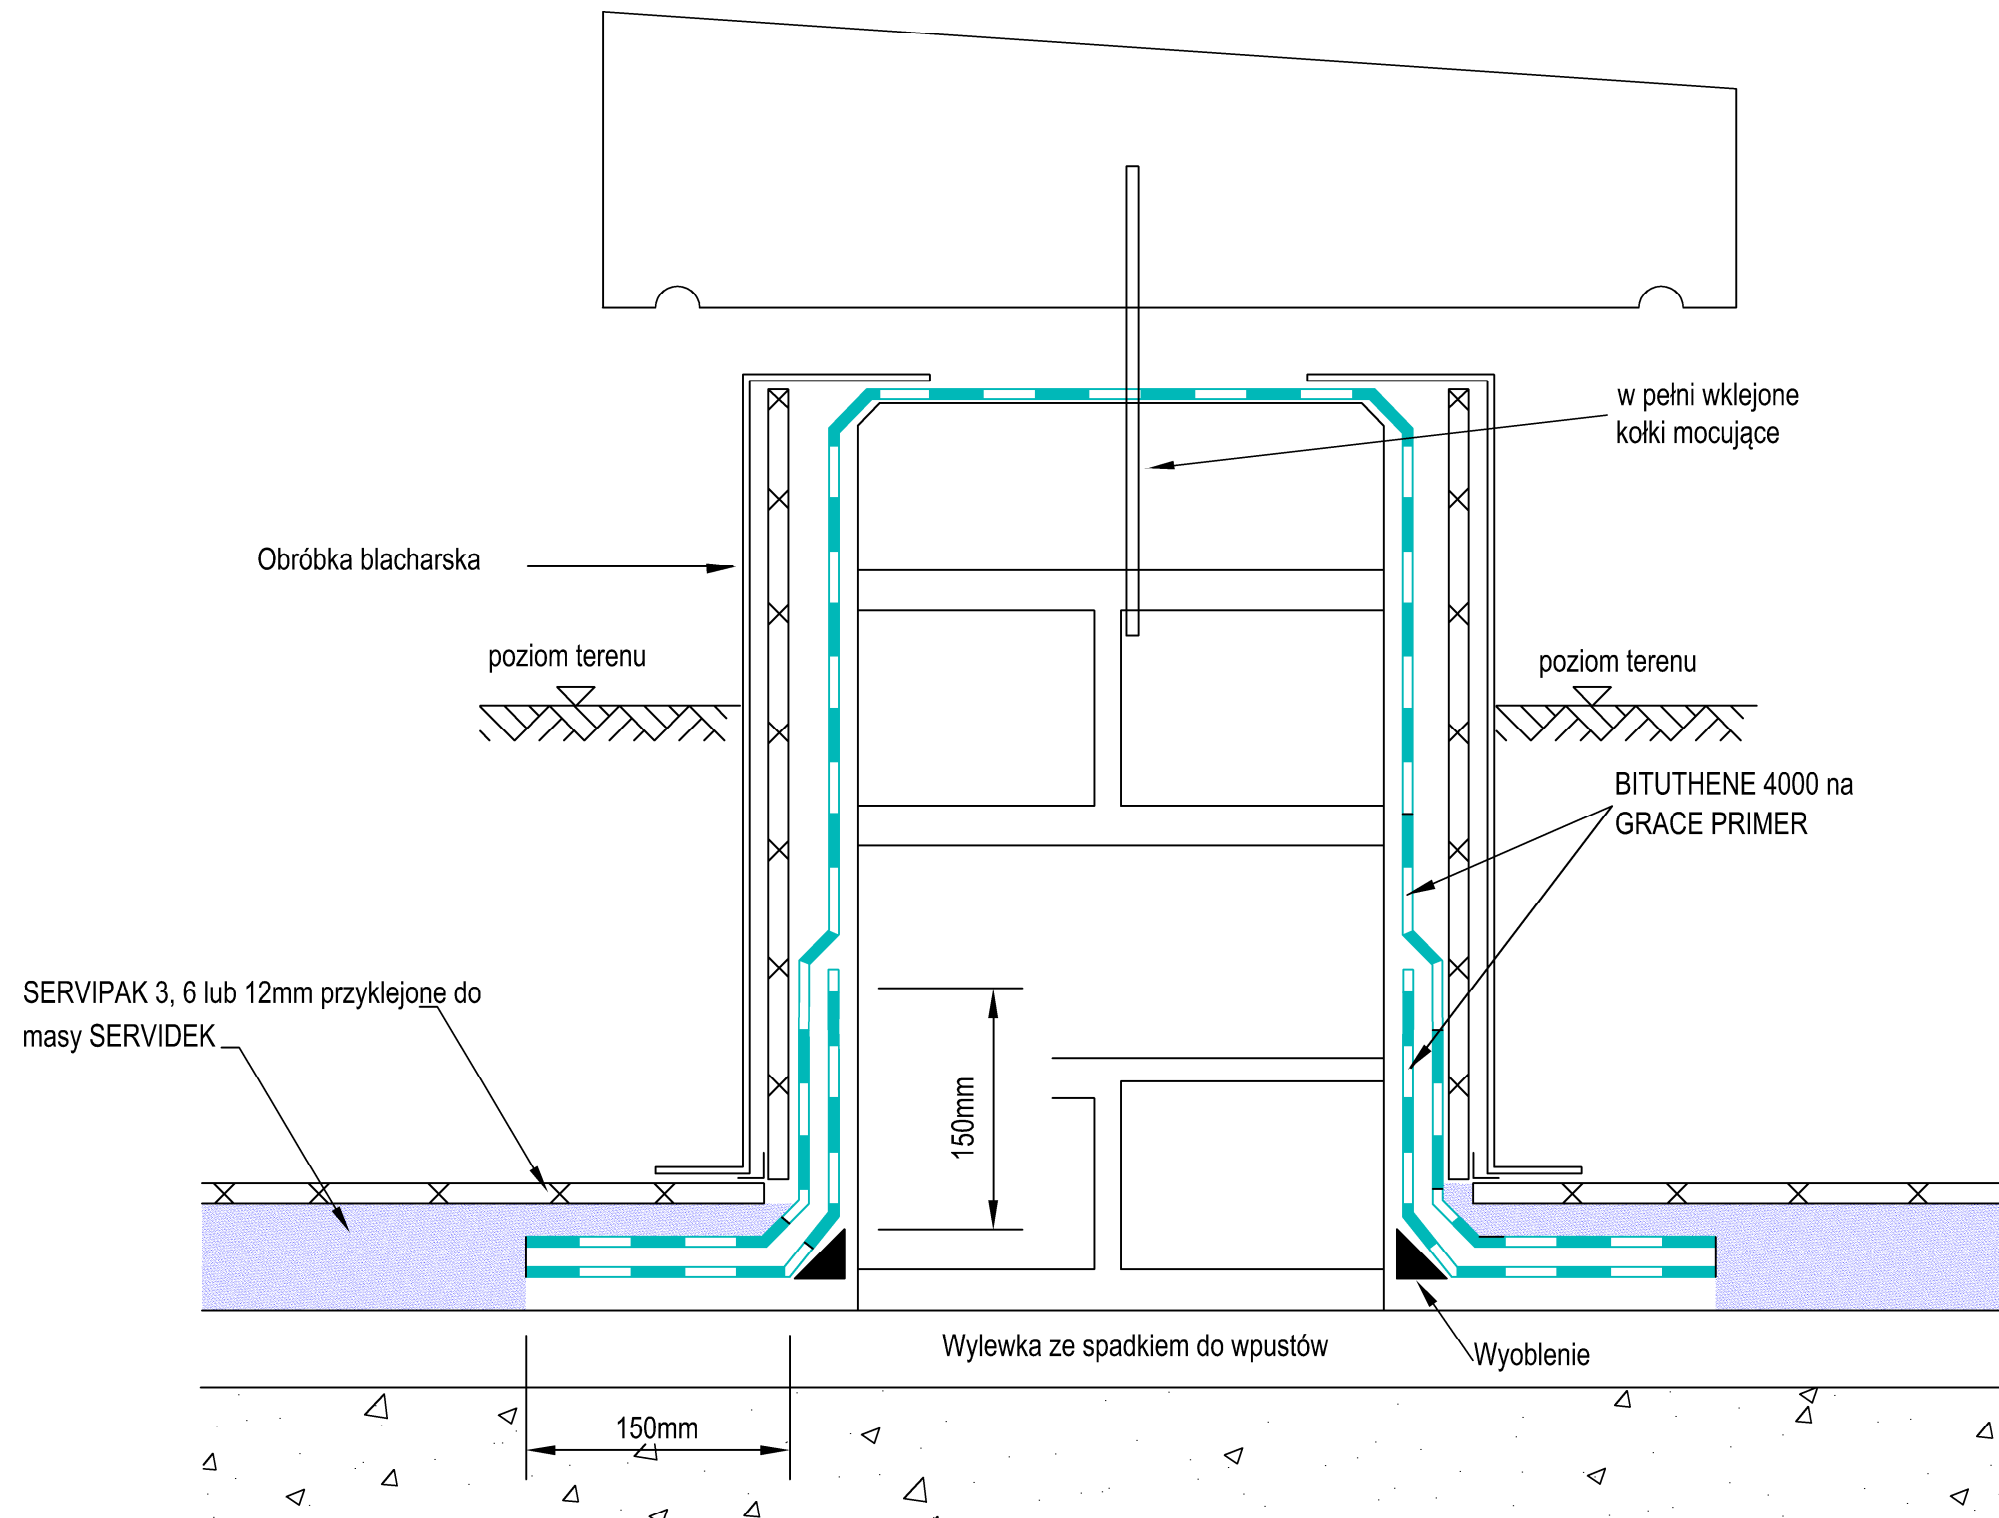 w pełni wklejone
kołki mocujące
Obróbka blacharska
poziom terenu
poziom terenu
BITUTHENE 4000 na
GRACE PRIMER
SERVIPAK 3, 6 lub 12mm przyklejone do
masy SERVIDEK
150mm
Wylewka ze spadkiem do wpustów
Wyoblenie
150mm